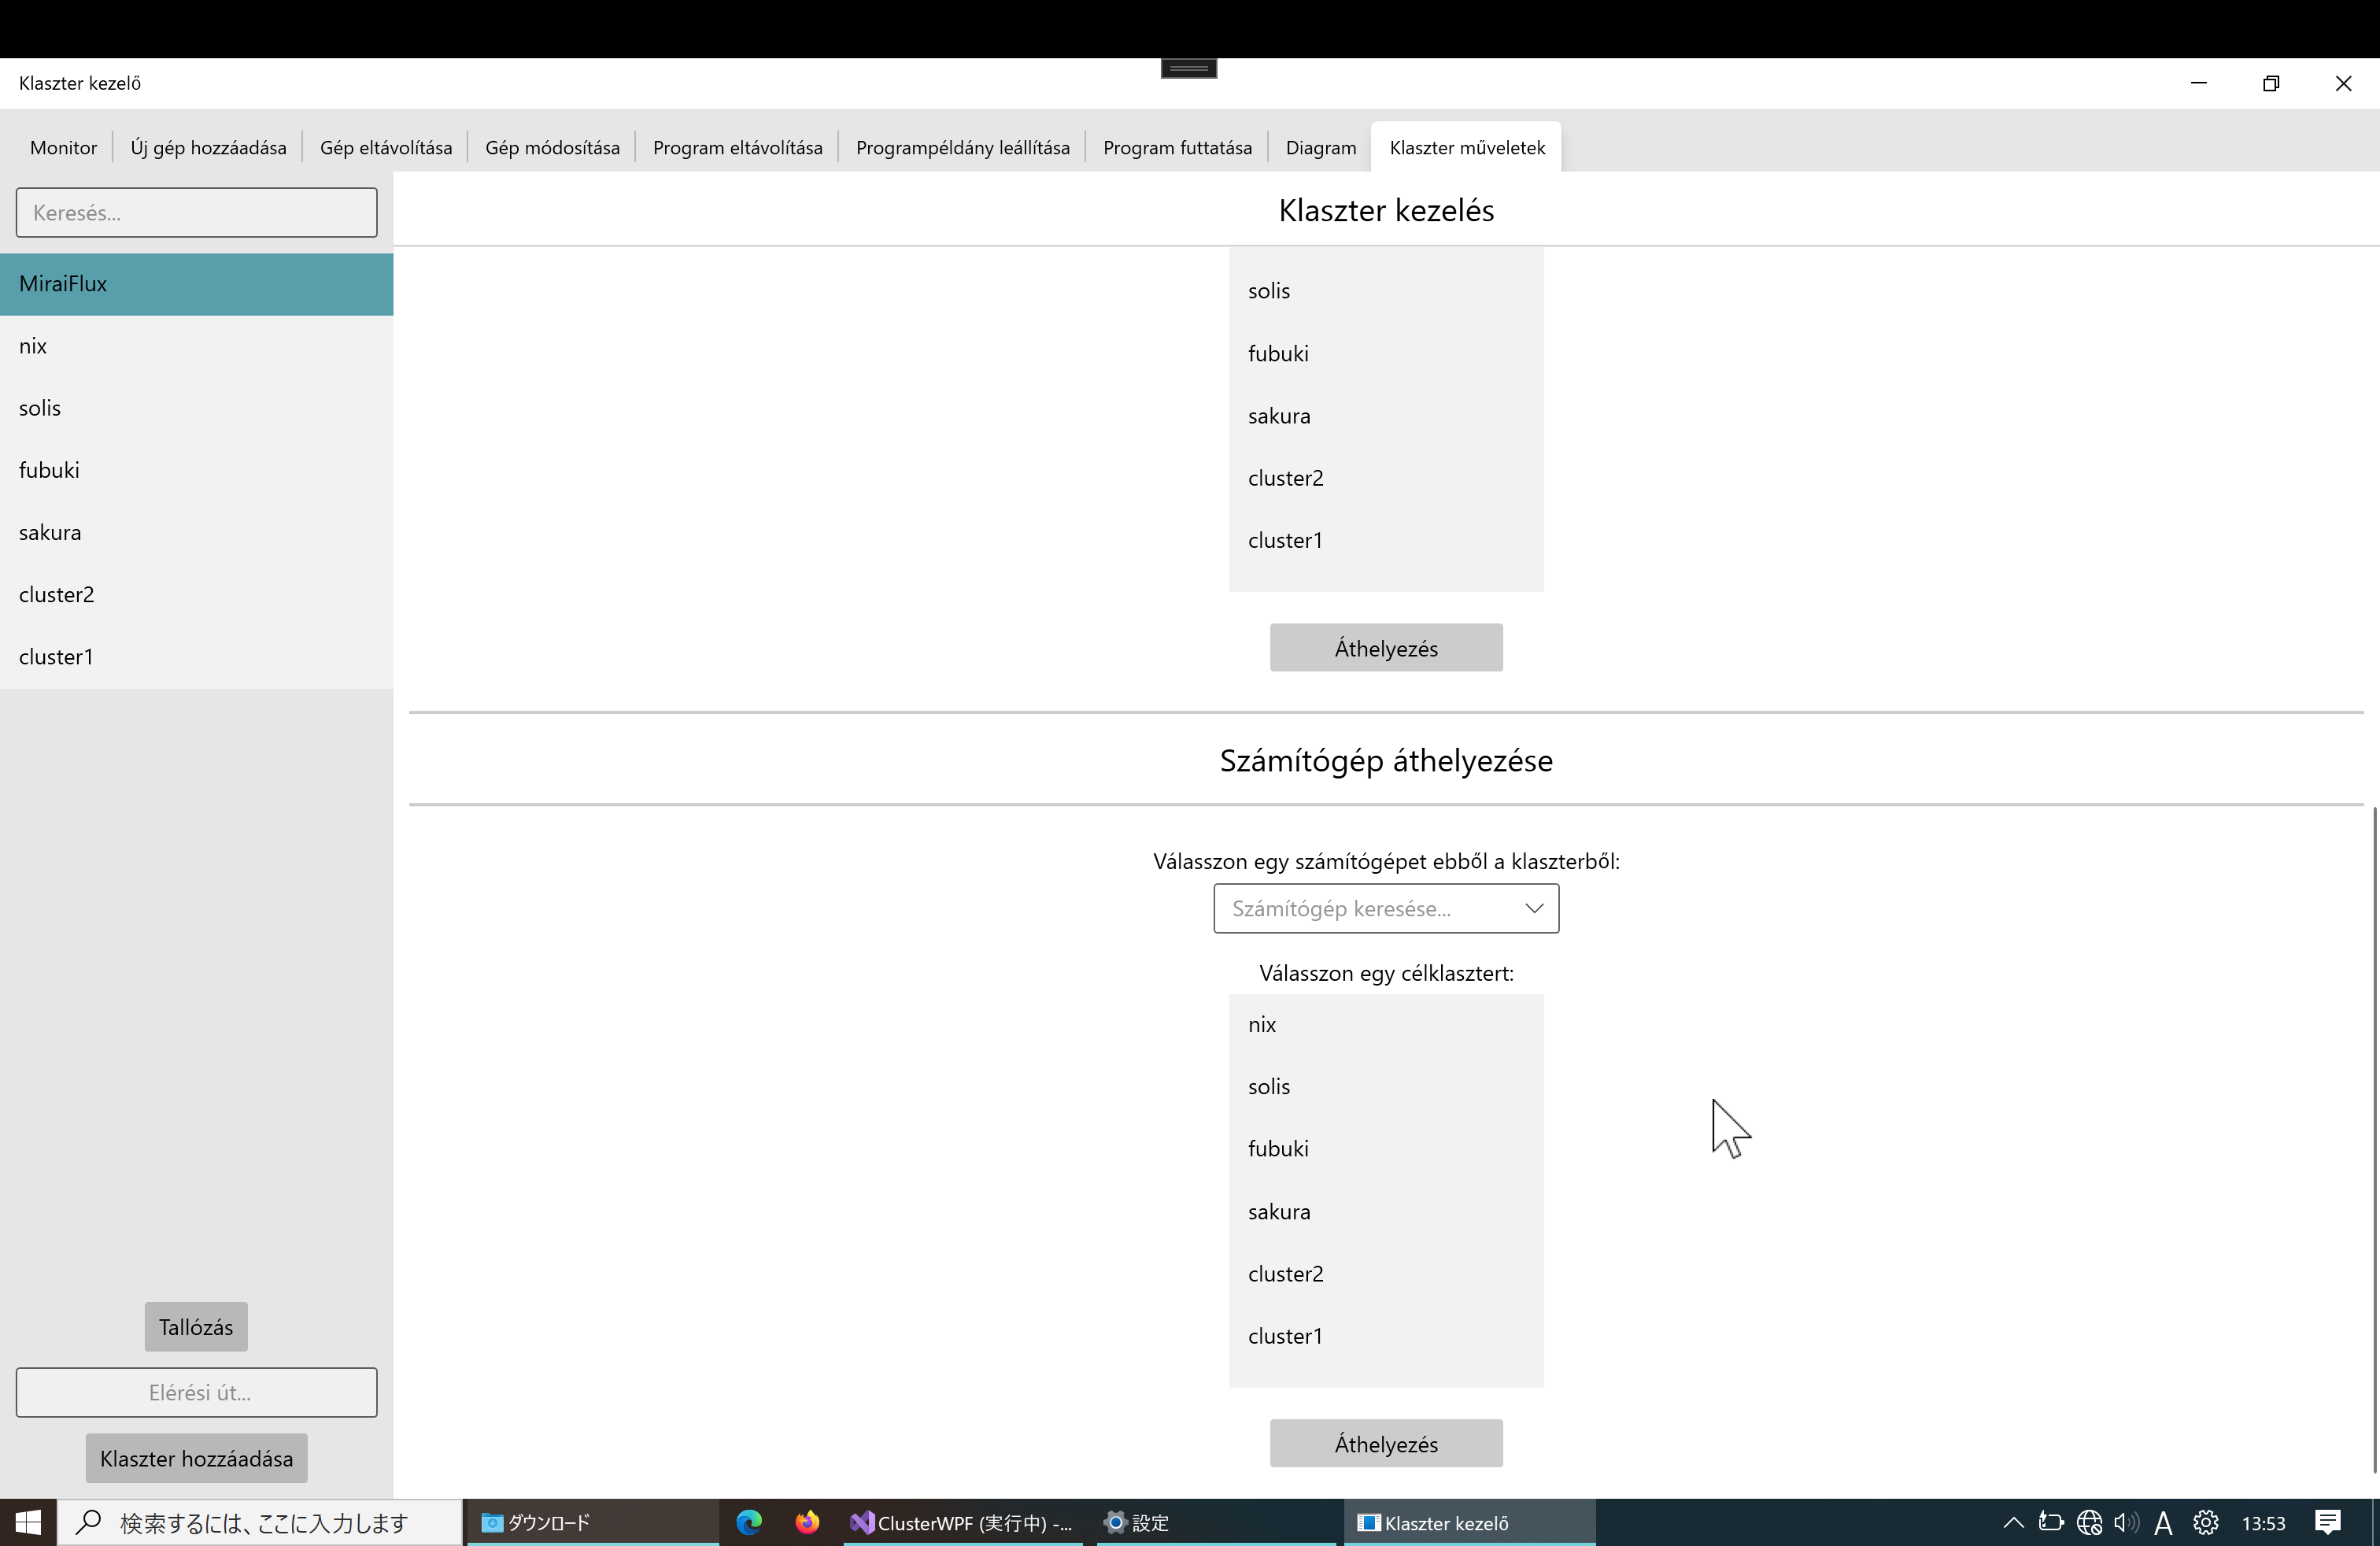 Klaszter kezelő
Monitor
Új gép hozzáadása
Gép eltávolítása
Gép módosítása
Program eltávolítása
Programpéldány leállítása
Program futtatása
Diagram
Klaszter műveletek
Keresés...
MiraiFlux
nix
solis
fubuki
sakura
cluster2
cluster1
Tallózás
Elérési út...
Klaszter hozzáadása
Klaszter kezelés
solis
fubuki
sakura
cluster2
cluster1
Áthelyezés
Számítógép áthelyezése
Válasszon egy számítógépet ebből a klaszterből:
Számítógép keresése...
Válasszon egy célklasztert:
nix
solis
fubuki
sakura
cluster2
cluster1
Áthelyezés
検索するには、ここに入力します
ダウンロード
ClusterWPF (実行中) -...
設定
Klaszter kezelő
A
13:53